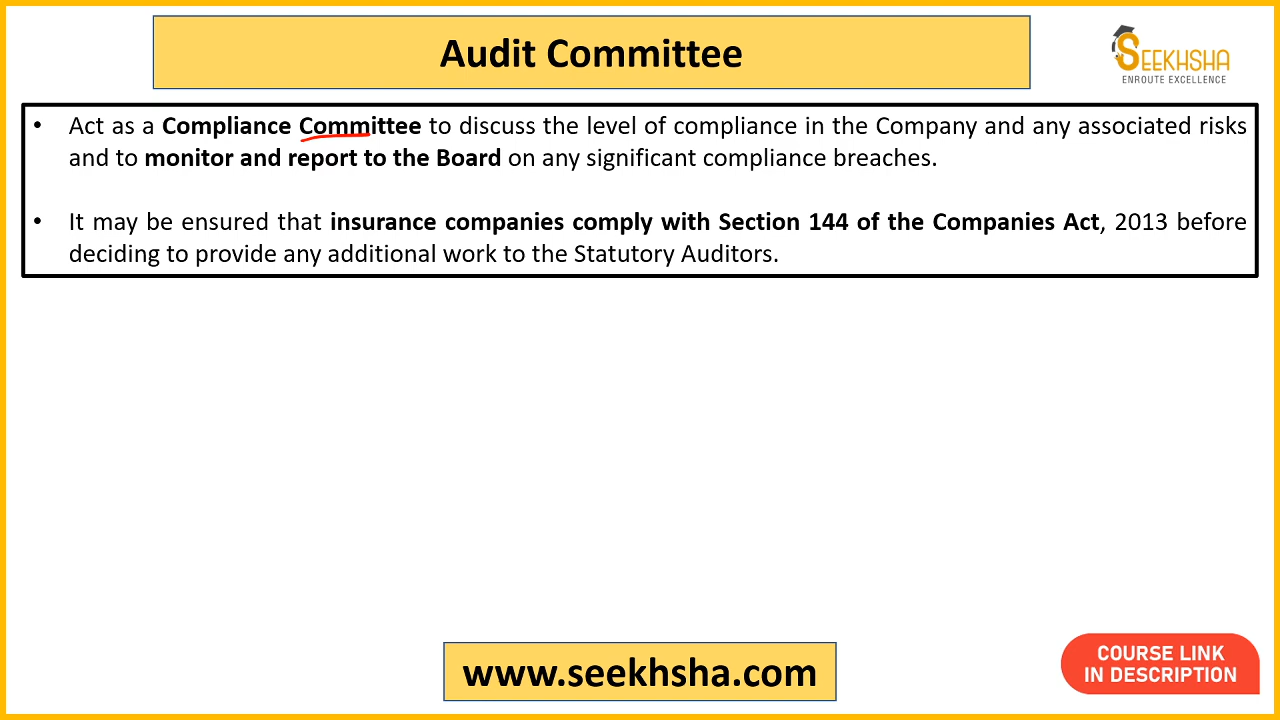 Audit Committee
SEEKHSHA
ENROUTE EXCELLENCE
• Act as a Compliance Committee to discuss the level of compliance in the Company and any associated risks
and to monitor and report to the Board on any significant compliance breaches.
• It may be ensured that insurance companies comply with Section 144 of the Companies Act, 2013 before
deciding to provide any additional work to the Statutory Auditors.
www.seekhsha.com
COURSE LINK
IN DESCRIPTION